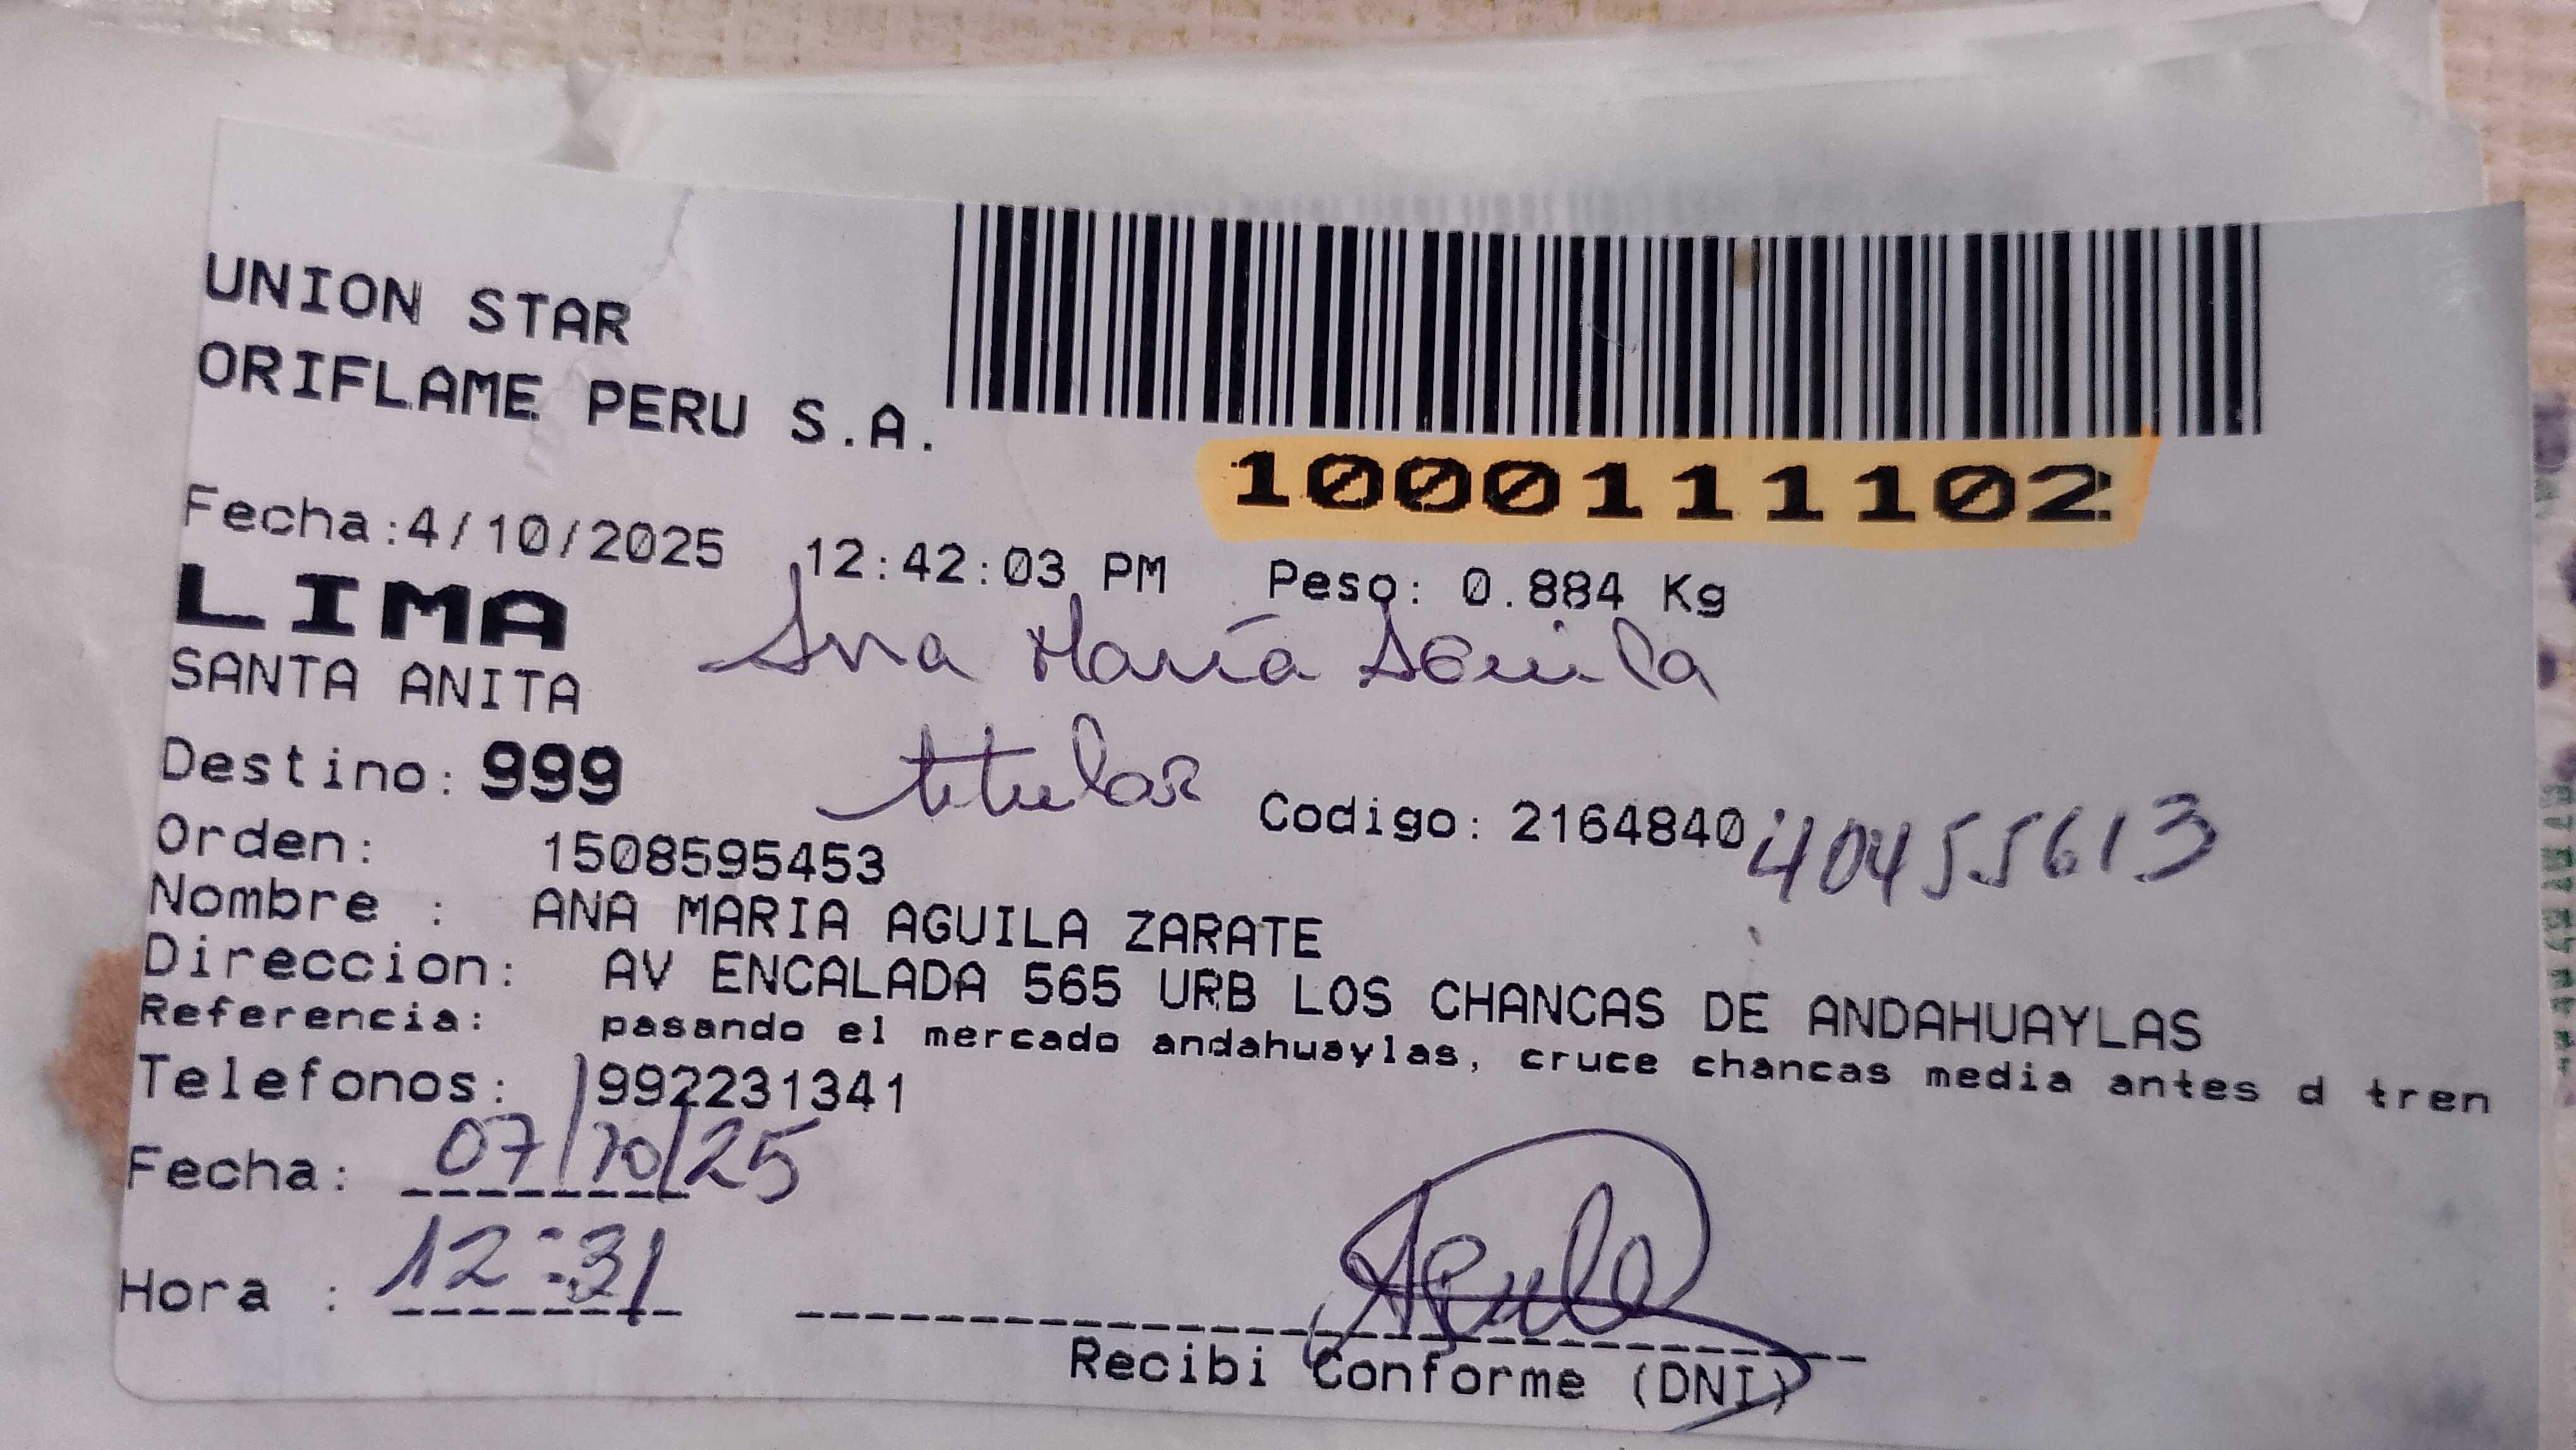 UNION STAR
ORIFLAME PERU S.A.
1000111102
Fecha:4/10/2025 12:42:03 PM Peso: 0.884 Kg
LIMA
Ana María Aguila
SANTA ANITA
titular
Destino: 999
Codigo: 2164840 40455613
Orden: 1508595453
Nombre : ANA MARIA AGUILA ZARATE
Direccion: AV ENCALADA 565 URB LOS CHANCAS DE ANDAHUAYLAS
Referencia: pasando el mercado andahuaylas, cruce chancas media antes d tren
Telefonos: 992231341
Fecha: 07/10/25
Hora : 12:31
Recibi Conforme (DNI)